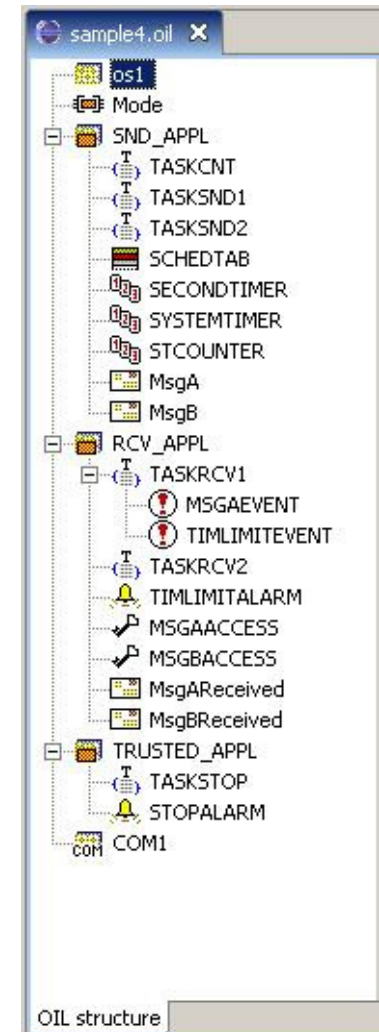 sample4.oil
os1
Mode
SND_APPL
TASKCNT
TASKSND1
TASKSND2
SCHEDTAB
SECONDTIMER
SYSTEMTIMER
STCOUNTER
MsgA
MsgB
RCV_APPL
TASKRCV1
MSGAEVENT
TIMLIMITEVENT
TASKRCV2
TIMLIMITALARM
MSGAACCESS
MSGBACCESS
MsgAReceived
MsgBReceived
TRUSTED_APPL
TASKSTOP
STOPALARM
COM COM1
OIL structure